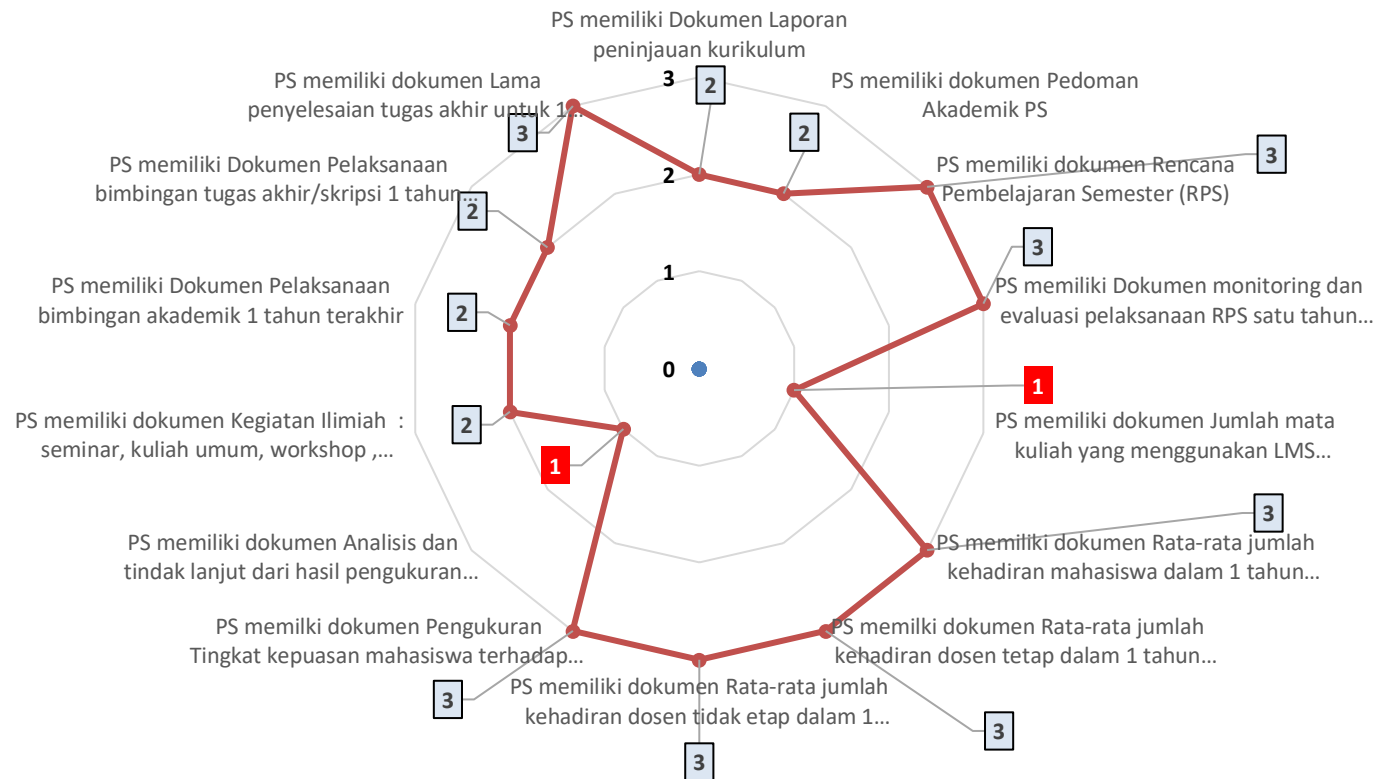 PS memiliki Dokumen Laporan
peninjauan kurikulum
2
PS memiliki dokumen Pedoman
Akademik PS
2
PS memiliki dokumen Rencana
Pembelajaran Semester (RPS)
3
PS memiliki Dokumen monitoring dan
evaluasi pelaksanaan RPS satu tahun...
3
PS memiliki dokumen Jumlah mata
kuliah yang menggunakan LMS...
1
PS memiliki dokumen Rata-rata jumlah
kehadiran mahasiswa dalam 1 tahun...
3
PS memilki dokumen Rata-rata jumlah
kehadiran dosen tetap dalam 1 tahun...
3
PS memiliki dokumen Rata-rata jumlah
kehadiran dosen tidak etap dalam 1...
3
PS memilki dokumen Pengukuran
Tingkat kepuasan mahasiswa terhadap...
3
PS memiliki dokumen Analisis dan
tindak lanjut dari hasil pengukuran...
1
PS memiliki dokumen Kegiatan Ilimiah :
seminar, kuliah umum, workshop ,...
2
PS memiliki Dokumen Pelaksanaan
bimbingan akademik 1 tahun terakhir
2
PS memiliki Dokumen Pelaksanaan
bimbingan tugas akhir/skripsi 1 tahun...
2
PS memiliki dokumen Lama
penyelesaian tugas akhir untuk 1...
3
3
2
1
0